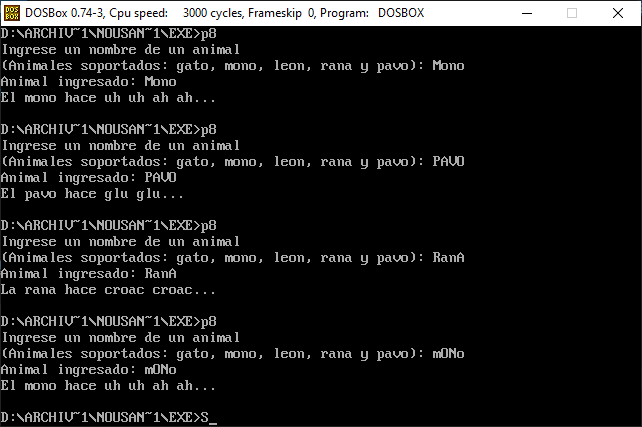 DOSBox 0.74-3, Cpu speed: 3000 cycles, Frameskip 0, Program: DOSBOX
D:\ARCHIV~1\NOUSAN~1\EXE>p8
Ingrese un nombre de un animal
(Animales soportados: gato, mono, leon, rana y pavo): Mono
Animal ingresado: Mono
El mono hace uh uh ah ah...
D:\ARCHIV~1\NOUSAN~1\EXE>p8
Ingrese un nombre de un animal
(Animales soportados: gato, mono, leon, rana y pavo): PAVO
Animal ingresado: PAVO
El pavo hace glu glu...
D:\ARCHIV~1\NOUSAN~1\EXE>p8
Ingrese un nombre de un animal
(Animales soportados: gato, mono, leon, rana y pavo): RanA
Animal ingresado: RanA
La rana hace croac croac...
D:\ARCHIV~1\NOUSAN~1\EXE>p8
Ingrese un nombre de un animal
(Animales soportados: gato, mono, leon, rana y pavo): mONo
Animal ingresado: mONo
El mono hace uh uh ah ah...
D:\ARCHIV~1\NOUSAN~1\EXE>S_